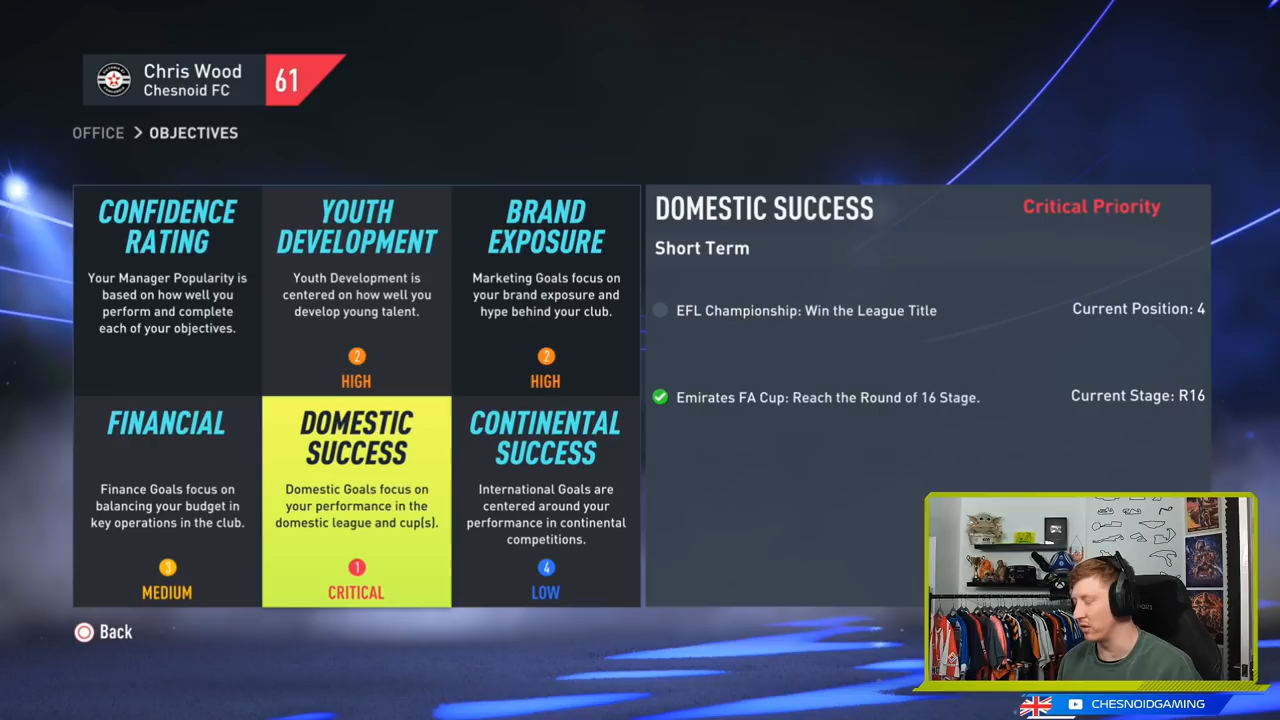 Chris Wood
Chesnoid FC
61
OFFICE > OBJECTIVES
CONFIDENCE
RATING
Your Manager Popularity is
based on how well you
perform and complete
each of your objectives.
YOUTH
DEVELOPMENT
Youth Development is
centered on how well you
develop young talent.
2
HIGH
BRAND
EXPOSURE
Marketing Goals focus on
your brand exposure and
hype behind your club.
2
HIGH
FINANCIAL
Finance Goals focus on
balancing your budget in
key operations in the club.
3
MEDIUM
DOMESTIC
SUCCESS
Domestic Goals focus on
your performance in the
domestic league and cup(s).
1
CRITICAL
CONTINENTAL
SUCCESS
International Goals are
centered around your
performance in continental
competitions.
4
LOW
DOMESTIC SUCCESS
Critical Priority
Short Term
EFL Championship: Win the League Title
Current Position: 4
Emirates FA Cup: Reach the Round of 16 Stage.
Current Stage: R16
Back
CHESNOIDGAMING